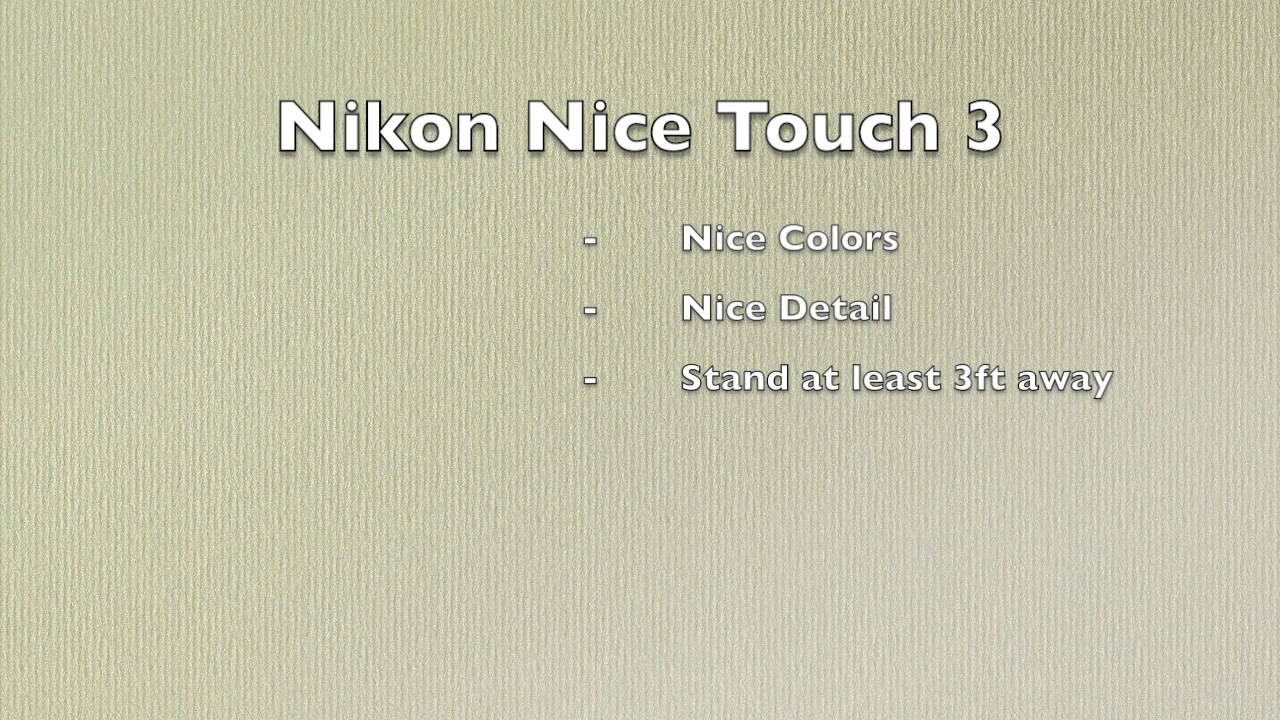 Nikon Nice Touch 3
- Nice Colors
- Nice Detail
- Stand at least 3ft away